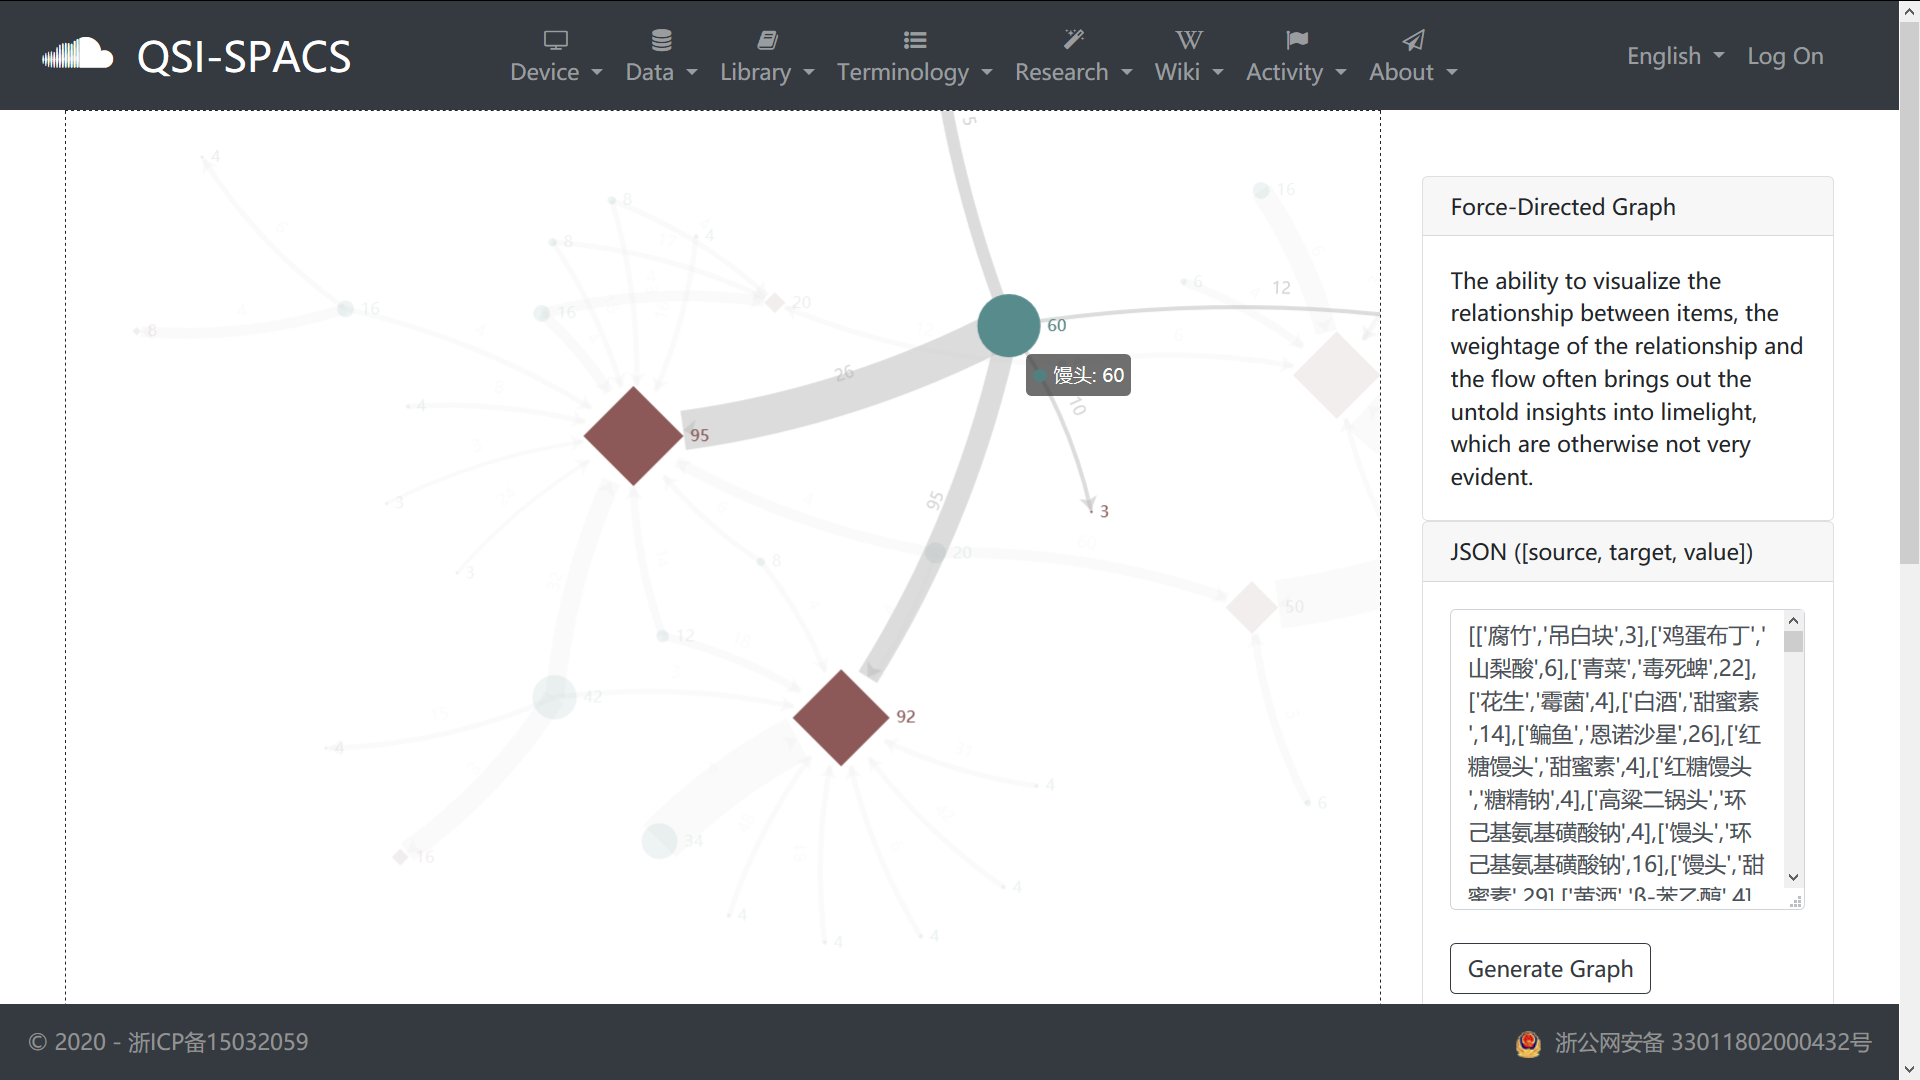 QSI-SPACS
Device
Data
Library
Terminology
Research
Wiki
Activity
About
English
Log On
5
4
8
16
4
8
16
8
6
12
16
20
60
馒头: 60
26
10
4
95
3
95
3
20
3
8
12
50
42
92
4
4
6
34
16
4
4
4
4
Force-Directed Graph
The ability to visualize the
relationship between items, the
weightage of the relationship and
the flow often brings out the
untold insights into limelight,
which are otherwise not very
evident.
JSON ([source, target, value])
[['腐竹','吊白块',3],['鸡蛋布丁','
山梨酸',6],['青菜','毒死蜱',22],
['花生','霉菌',4],['白酒','甜蜜素
',14],['鳊鱼','恩诺沙星',26],['红
糖馒头','甜蜜素',4],['红糖馒头
','糖精钠',4],['高粱二锅头','环
己基氨基磺酸钠',4],['馒头','环
己基氨基磺酸钠',16],['馒头','甜
蜜素',29],['黄酒','β-苯乙醇',4]
Generate Graph
© 2020 - 浙ICP备15032059
浙公网安备 33011802000432号